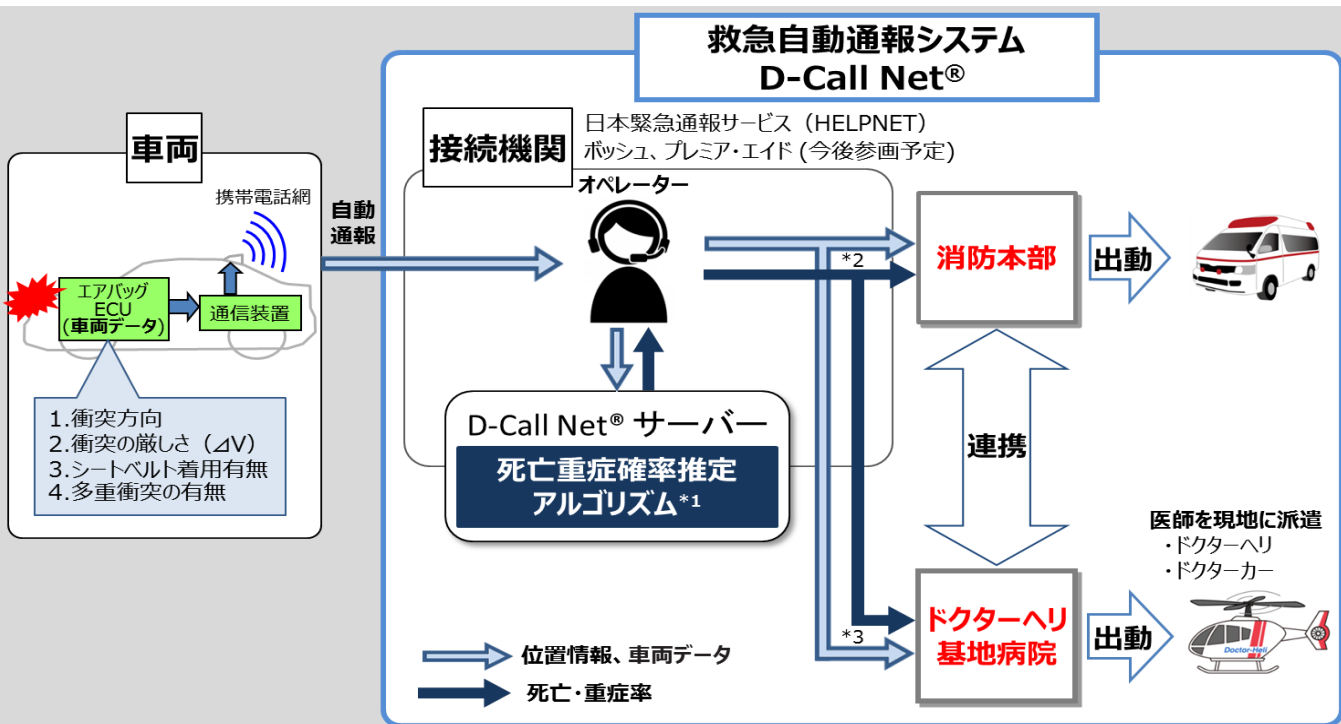 救急自動通報システム
D-Call Net®
車両
携帯電話網
エアバッグ
ECU
(車両データ)
通信装置
1.衝突方向
2.衝突の厳しさ（⊿V）
3.シートベルト着用有無
4.多重衝突の有無
自動
通報
接続機関
日本緊急通報サービス（HELPNET）
ボッシュ、プレミア・エイド (今後参画予定)
オペレーター
D-Call Net® サーバー
死亡重症確率推定
アルゴリズム*1
*2
消防本部
出動
連携
医師を現地に派遣
・ドクターヘリ
・ドクターカー
*3
ドクターヘリ
基地病院
出動
Doctor-Heli
位置情報、車両データ
死亡・重症率